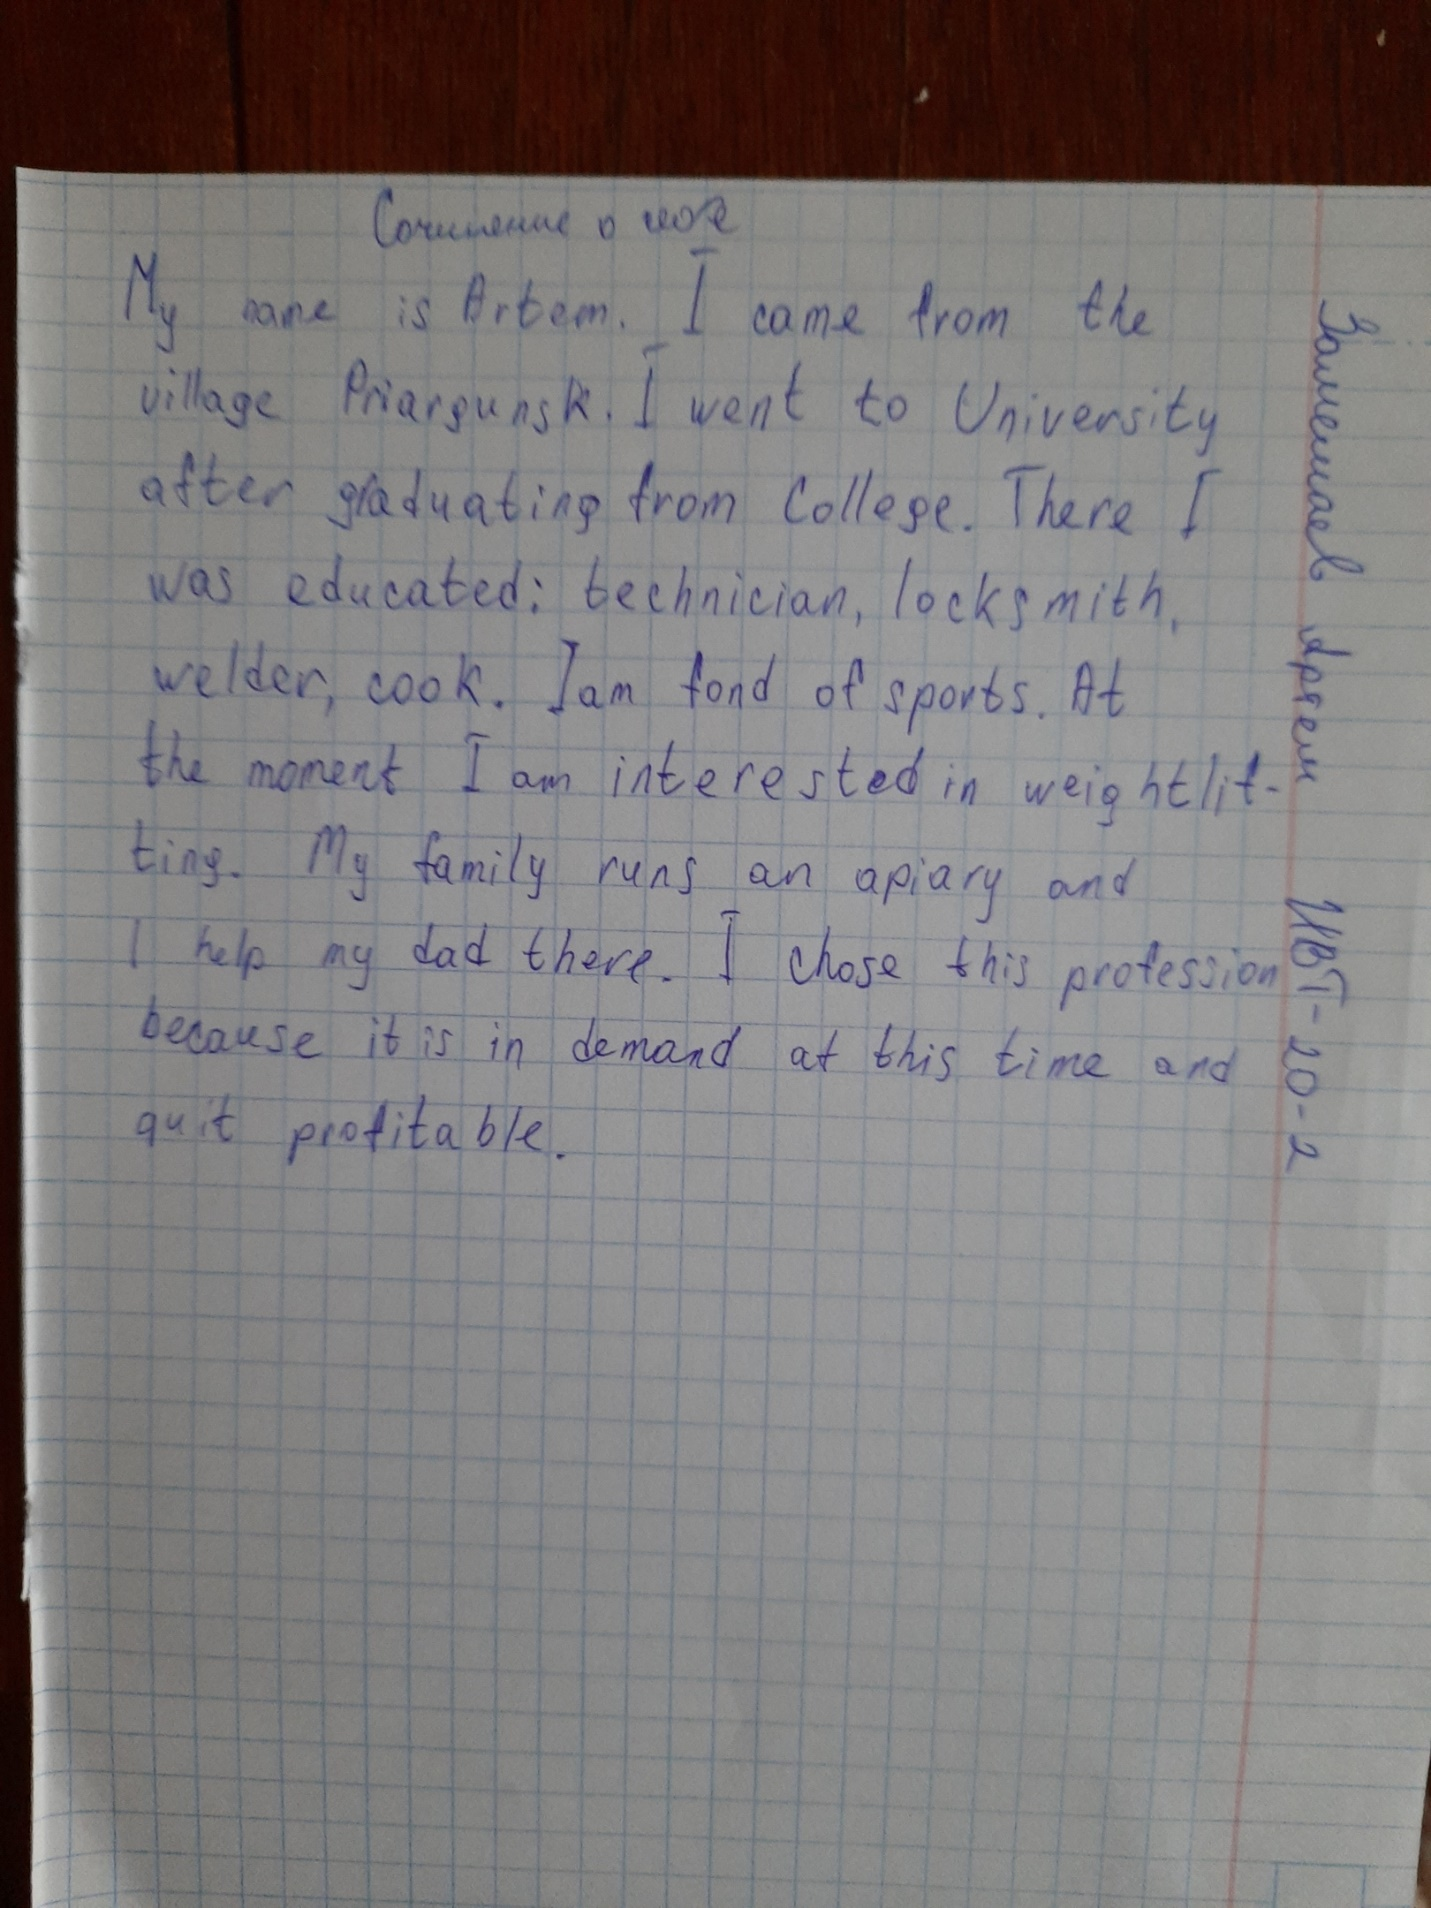 Сочинение о себе
My name is Artem. I came from the
village Priargunsk. I went to University
after graduating from College. There I
was educated: technician, locksmith,
welder, cook. I am fond of sports. At
the moment I am interested in weightlif-
ting. My family runs an apiary and
I help my dad there. I chose this profession
because it is in demand at this time and
quit profitable.
Артем ИВТ-20-2